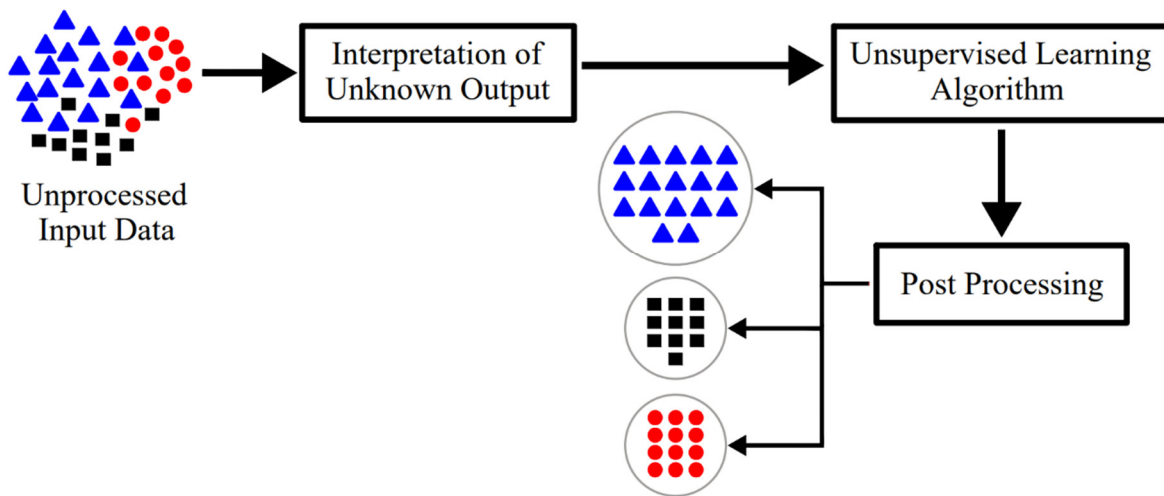 Interpretation of
Unknown Output
Unsupervised Learning
Algorithm
Unprocessed
Input Data
Post Processing